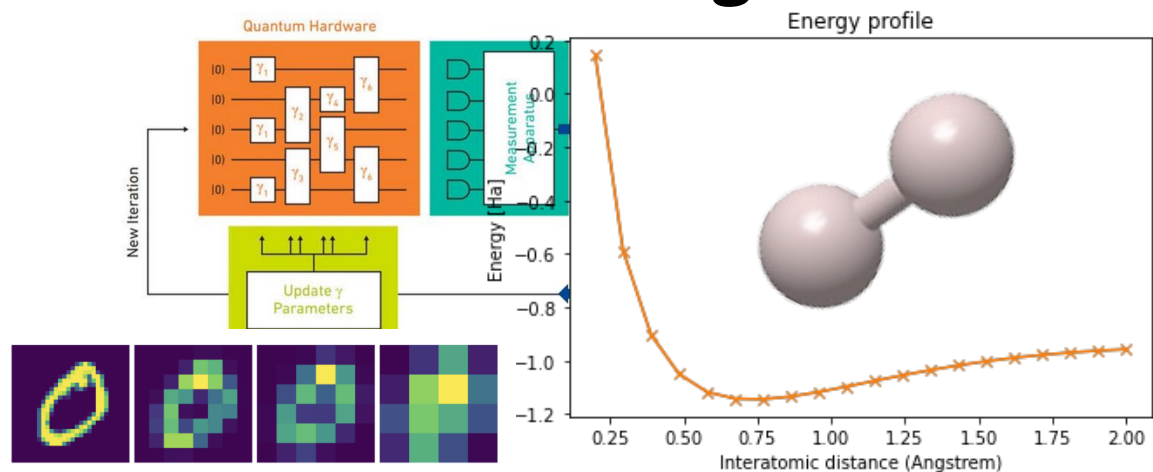 Quantum Hardware
|0⟩
|0⟩
|0⟩
|0⟩
|0⟩
γ1
γ1
γ1
γ2
γ3
γ4
γ5
γ6
γ6
Measurement
Apparatus
New Iteration
Update γ
Parameters
Energy profile
Energy [Ha]
0.2
0.0
−0.2
−0.4
−0.6
−0.8
−1.0
−1.2
0.25
0.50
0.75
1.00
1.25
1.50
1.75
2.00
Interatomic distance (Angstrem)